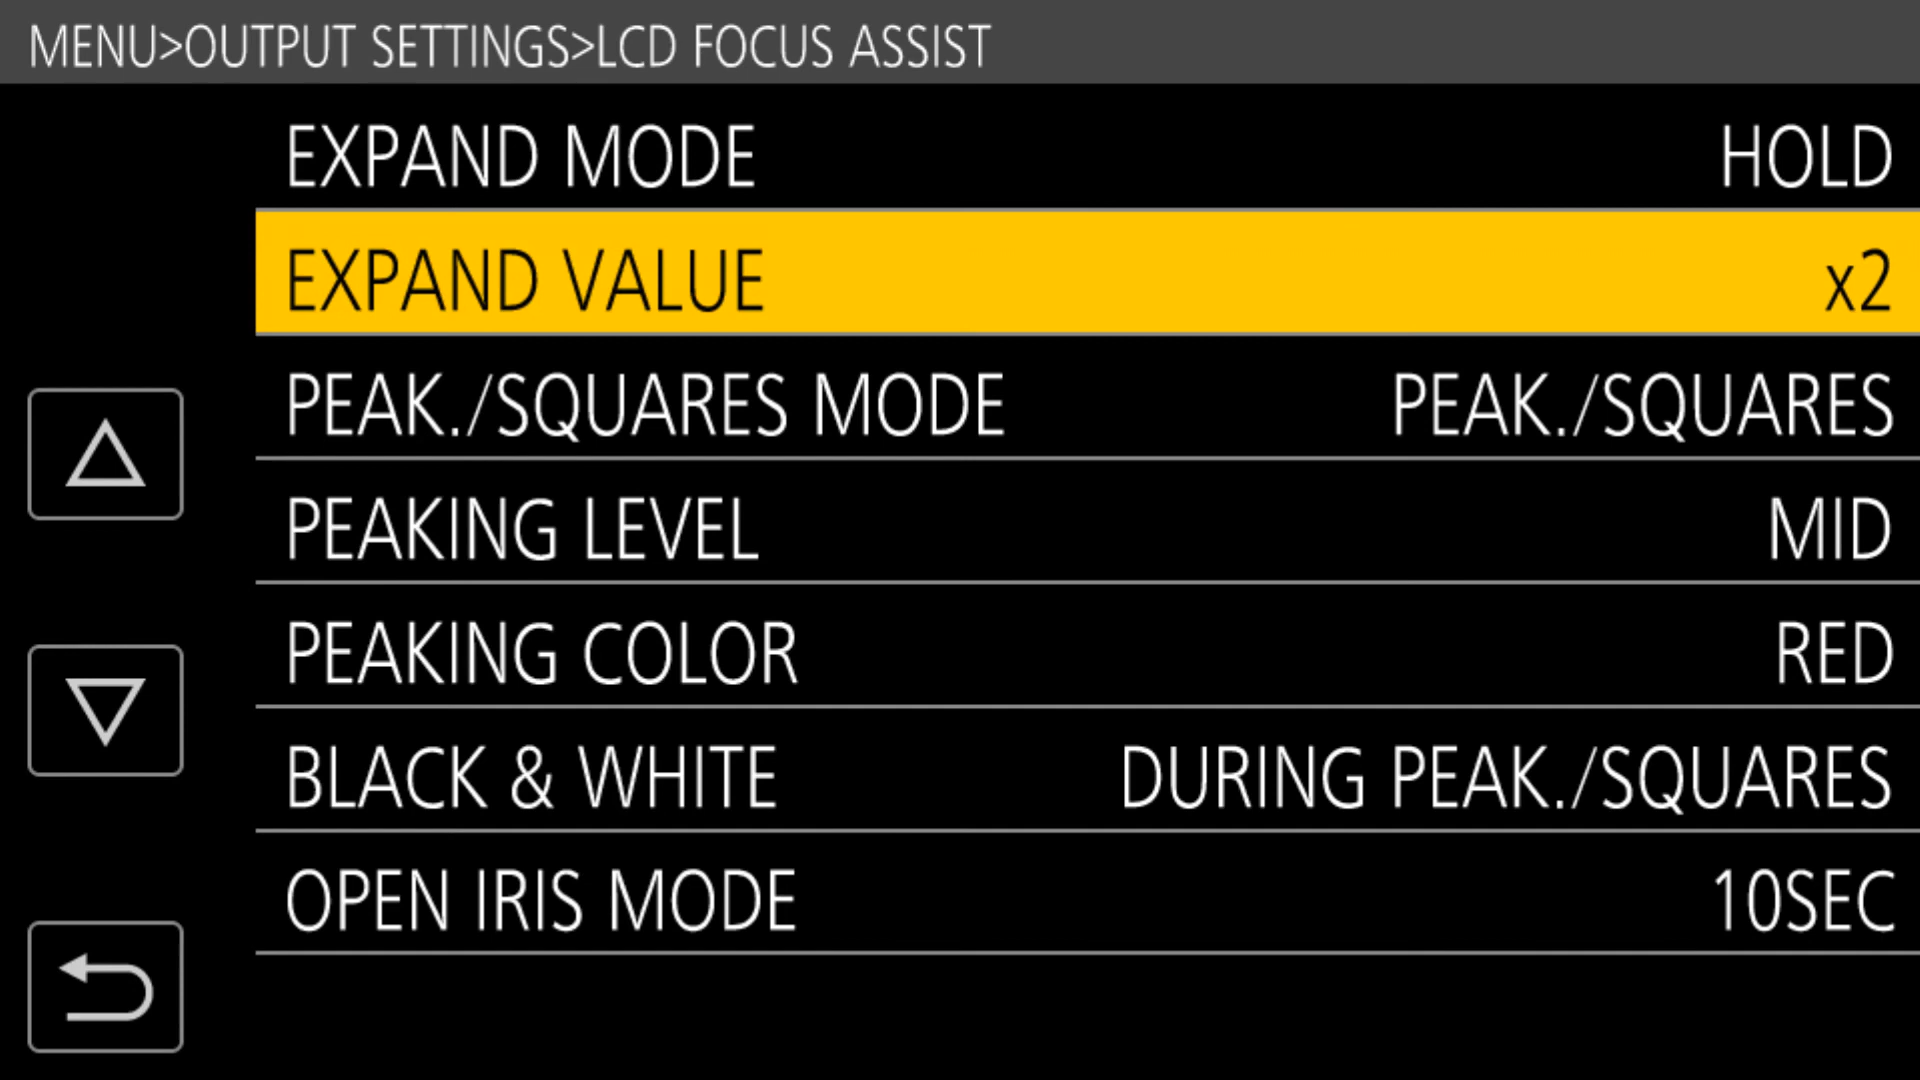 MENU>OUTPUT SETTINGS>LCD FOCUS ASSIST
EXPAND MODE HOLD
EXPAND VALUE x2
PEAK./SQUARES MODE PEAK./SQUARES
PEAKING LEVEL MID
PEAKING COLOR RED
BLACK & WHITE DURING PEAK./SQUARES
OPEN IRIS MODE 10SEC